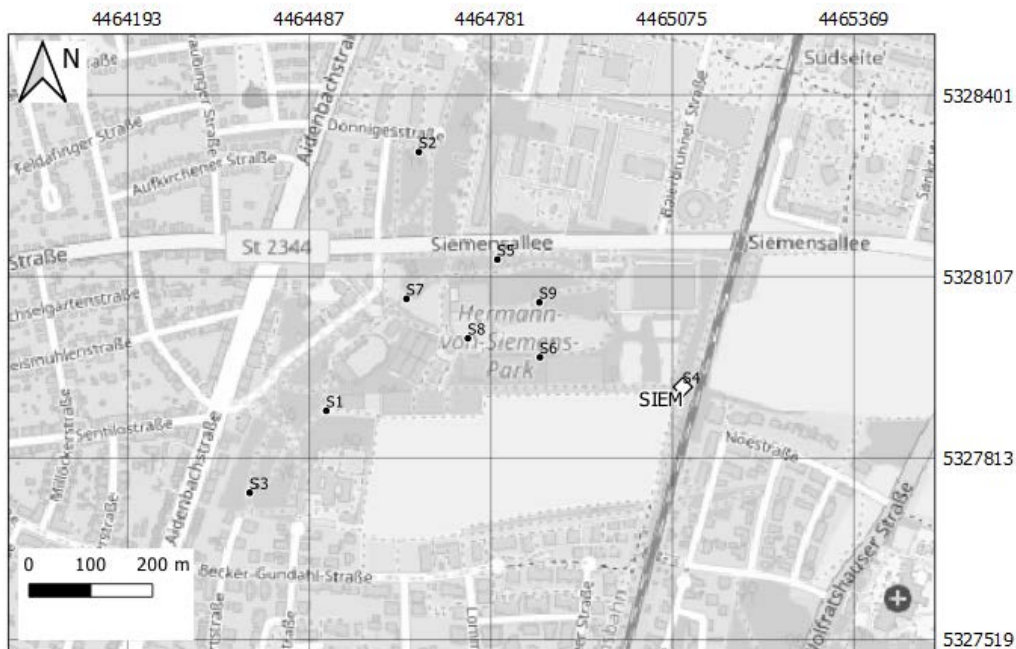 4464193 4464487 4464781 4465075 4465369
N
Südseite
5328401
Feldafinger Straße
Aufkirchener Straße
Aidenbachstraße
Dönnigesstraße
S2
Baierbrunner Straße
St 2344
Siemensallee
Siemensallee
Straße
S5
5328107
S7
S9
Hermann-
von-Siemens-
Park
S8
S6
S4
SIEM
S1
Sentilostraße
Millöckerstraße
Aidenbachstraße
5327813
Noestraße
S3
0 100 200 m
Becker-Gundahl-Straße
Wolfratshauser Straße
5327519